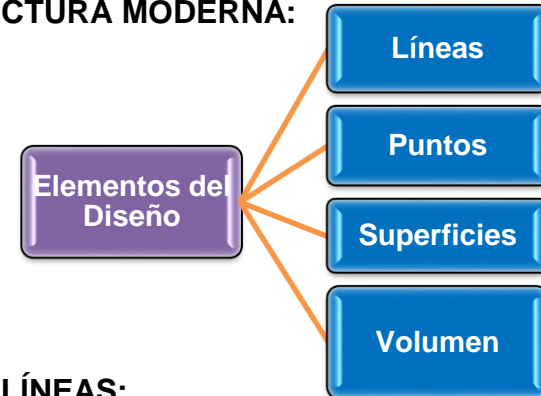 CTURA MODERNA:
Líneas
Puntos
Elementos del
Diseño
Superficies
Volumen
LÍNEAS: